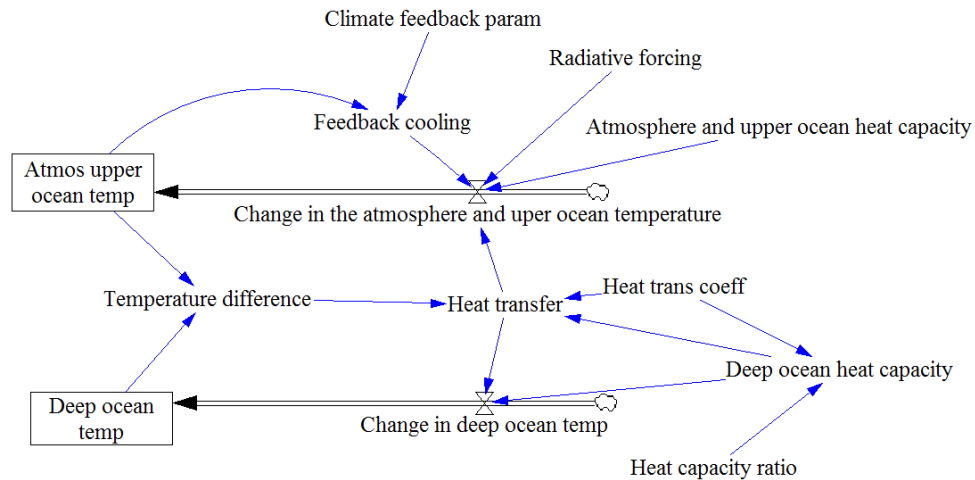 Climate feedback param
Radiative forcing
Feedback cooling
Atmosphere and upper ocean heat capacity
Atmos upper
ocean temp
Change in the atmosphere and uper ocean temperature
Temperature difference
Heat transfer
Heat trans coeff
Deep ocean heat capacity
Deep ocean
temp
Change in deep ocean temp
Heat capacity ratio